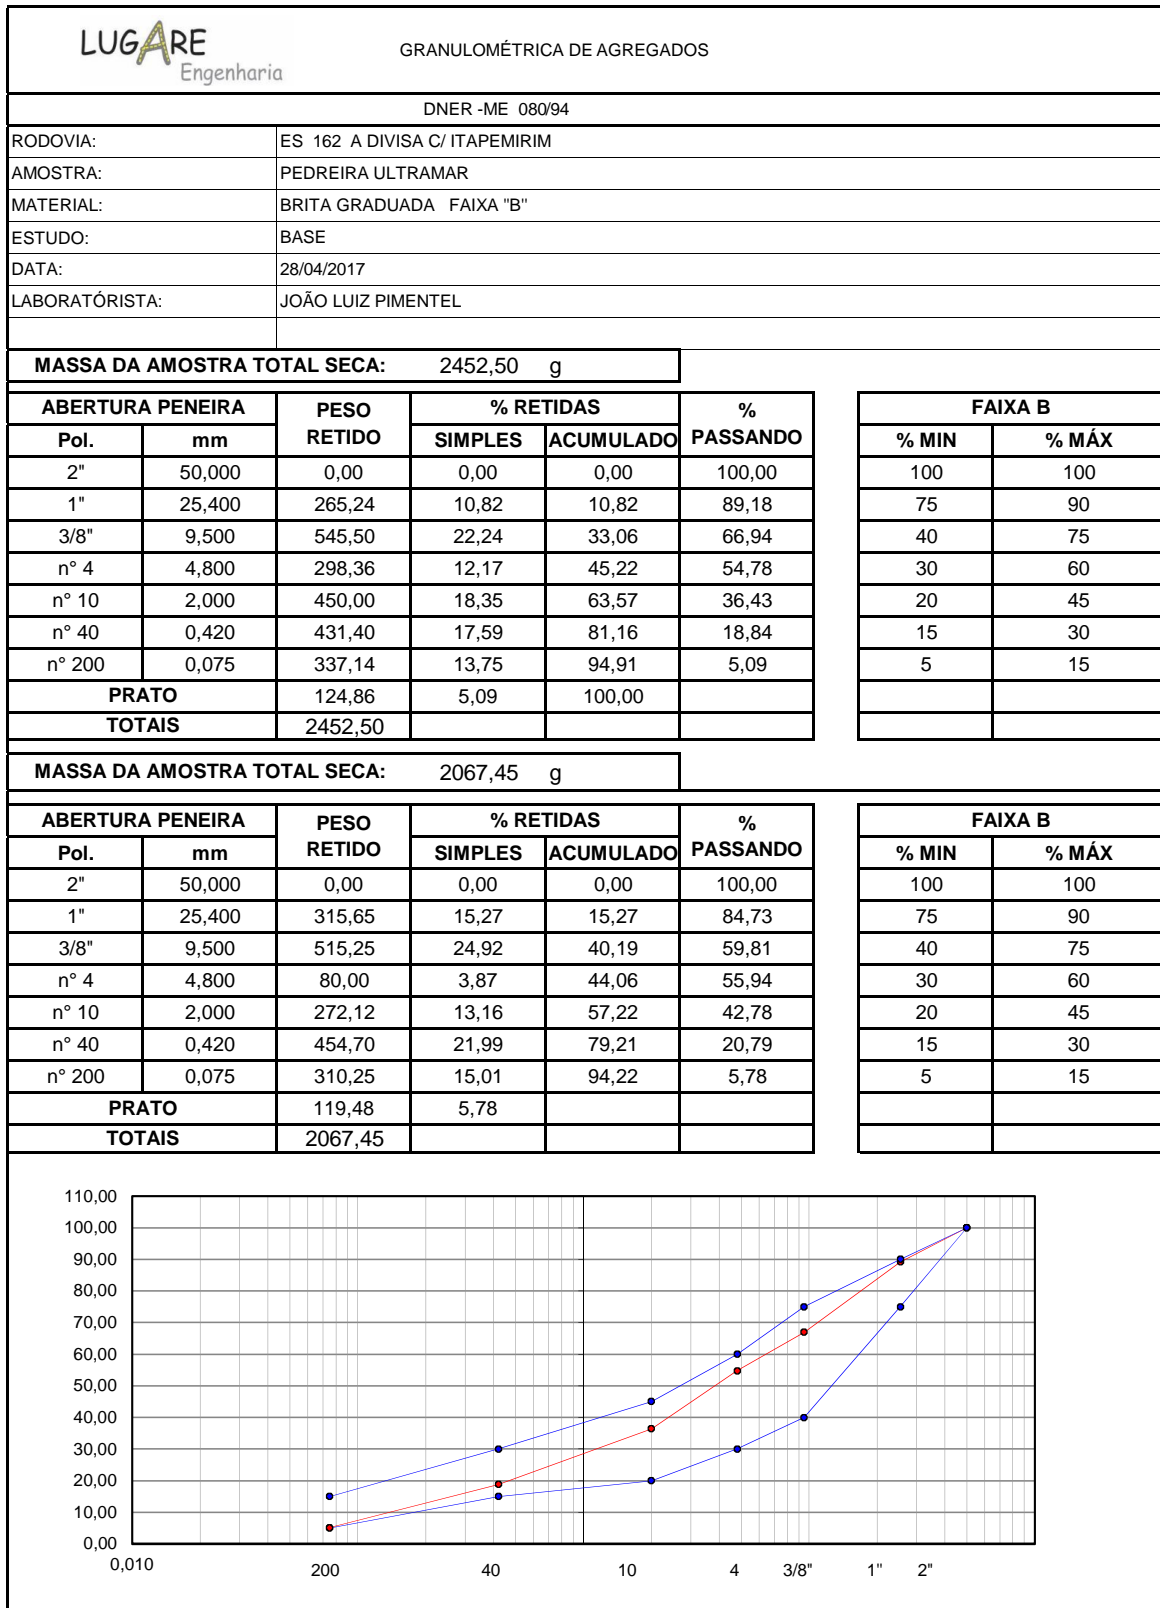 LUGARE
Engenharia
GRANULOMÉTRICA DE AGREGADOS
DNER -ME 080/94
RODOVIA: ES 162 A DIVISA C/ ITAPEMIRIM
AMOSTRA: PEDREIRA ULTRAMAR
MATERIAL: BRITA GRADUADA FAIXA "B"
ESTUDO: BASE
DATA: 28/04/2017
LABORATÓRISTA: JOÃO LUIZ PIMENTEL
MASSA DA AMOSTRA TOTAL SECA: 2452,50 g
ABERTURA PENEIRA PESO RETIDO % RETIDAS % PASSANDO FAIXA B
Pol. mm SIMPLES ACUMULADO % MIN % MÁX
2" 50,000 0,00 0,00 0,00 100,00 100 100
1" 25,400 265,24 10,82 10,82 89,18 75 90
3/8" 9,500 545,50 22,24 33,06 66,94 40 75
n° 4 4,800 298,36 12,17 45,22 54,78 30 60
n° 10 2,000 450,00 18,35 63,57 36,43 20 45
n° 40 0,420 431,40 17,59 81,16 18,84 15 30
n° 200 0,075 337,14 13,75 94,91 5,09 5 15
PRATO 124,86 5,09 100,00
TOTAIS 2452,50
MASSA DA AMOSTRA TOTAL SECA: 2067,45 g
ABERTURA PENEIRA PESO RETIDO % RETIDAS % PASSANDO FAIXA B
Pol. mm SIMPLES ACUMULADO % MIN % MÁX
2" 50,000 0,00 0,00 0,00 100,00 100 100
1" 25,400 315,65 15,27 15,27 84,73 75 90
3/8" 9,500 515,25 24,92 40,19 59,81 40 75
n° 4 4,800 80,00 3,87 44,06 55,94 30 60
n° 10 2,000 272,12 13,16 57,22 42,78 20 45
n° 40 0,420 454,70 21,99 79,21 20,79 15 30
n° 200 0,075 310,25 15,01 94,22 5,78 5 15
PRATO 119,48 5,78
TOTAIS 2067,45
110,00
100,00
90,00
80,00
70,00
60,00
50,00
40,00
30,00
20,00
10,00
0,00
0,010 200 40 10 4 3/8" 1" 2"